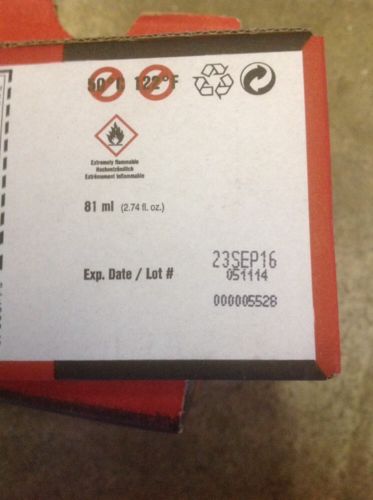 50°C 122°F
Extremely flammable
Hochentzündlich
Extrêmement inflammable
81 ml (2.74 fl. oz.)
Exp. Date / Lot # 23SEP16
051114
000005528